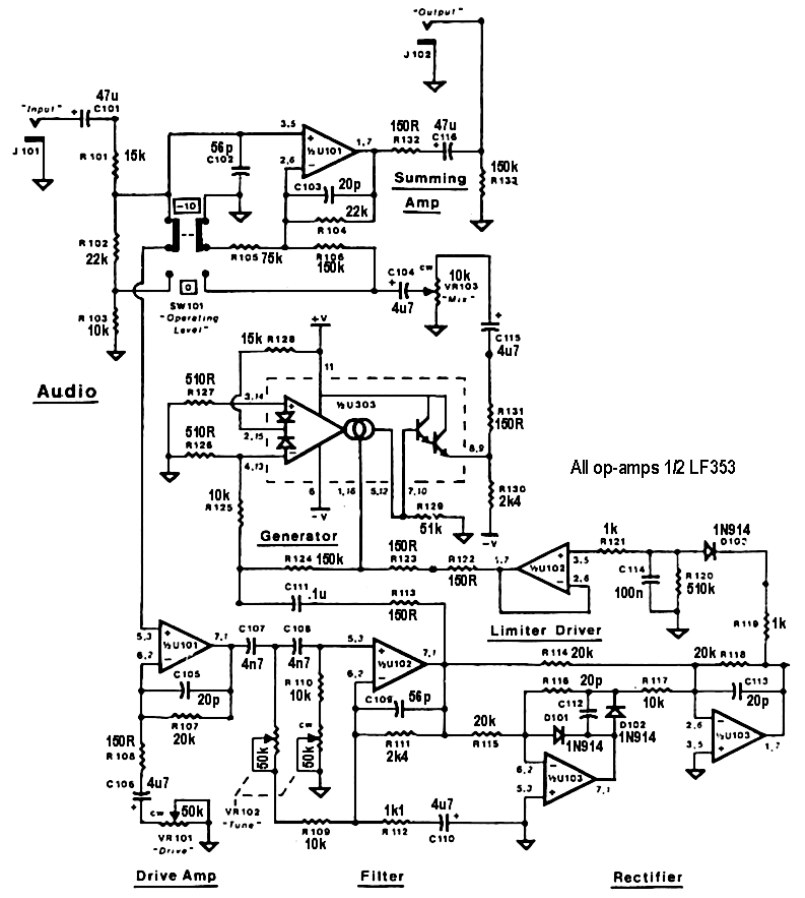 "Output"
J102
"Input"
47u
C101
J101
R101 15k
56p
C102
3,5
2,6
½U101
1,7
150R
R132
47u
C116
150k
R133
Summing
Amp
C103 20p
22k
R104
-10
R102
22k
R105 75k
R106
150k
0
SW101
"Operating
Level"
R103
10k
C104
4u7
cw
10k
VR103
"Mix"
C115
4u7
+V
15k R128
11
Audio
510R
R127
3,14
½U303
2,15
510R
R126
4,13
8,9
R131
150R
All op-amps 1/2 LF353
6
-V
1,16
5,12
7,10
R130
2k4
10k
R125
R129
51k
-V
Generator
R124 150k
150R
R123
R122
150R
1,7
½U102
3,5
2,6
1k
R121
1N914
D103
C114
100n
R120
510k
C111 .1u
R113
150R
Limiter Driver
R119 1k
5,3
6,2
½U101
7,1
C107
4n7
C108
4n7
5,3
6,2
½U102
7,1
R114
20k
20k R118
R110
10k
C109 56p
C105
20p
R107
20k
R116 20p
C112
R117
10k
C113
20p
cw
50k
50k
R111
2k4
20k
R115
D101
1N914
D102
1N914
2,6
3,5
½U103
1,7
150R
R108
C106 4u7
6,2
5,3
½U103
7,1
cw 50k
VR101
"Drive"
VR102
"Tune"
R109
10k
1k1
R112
4u7
C110
Drive Amp
Filter
Rectifier